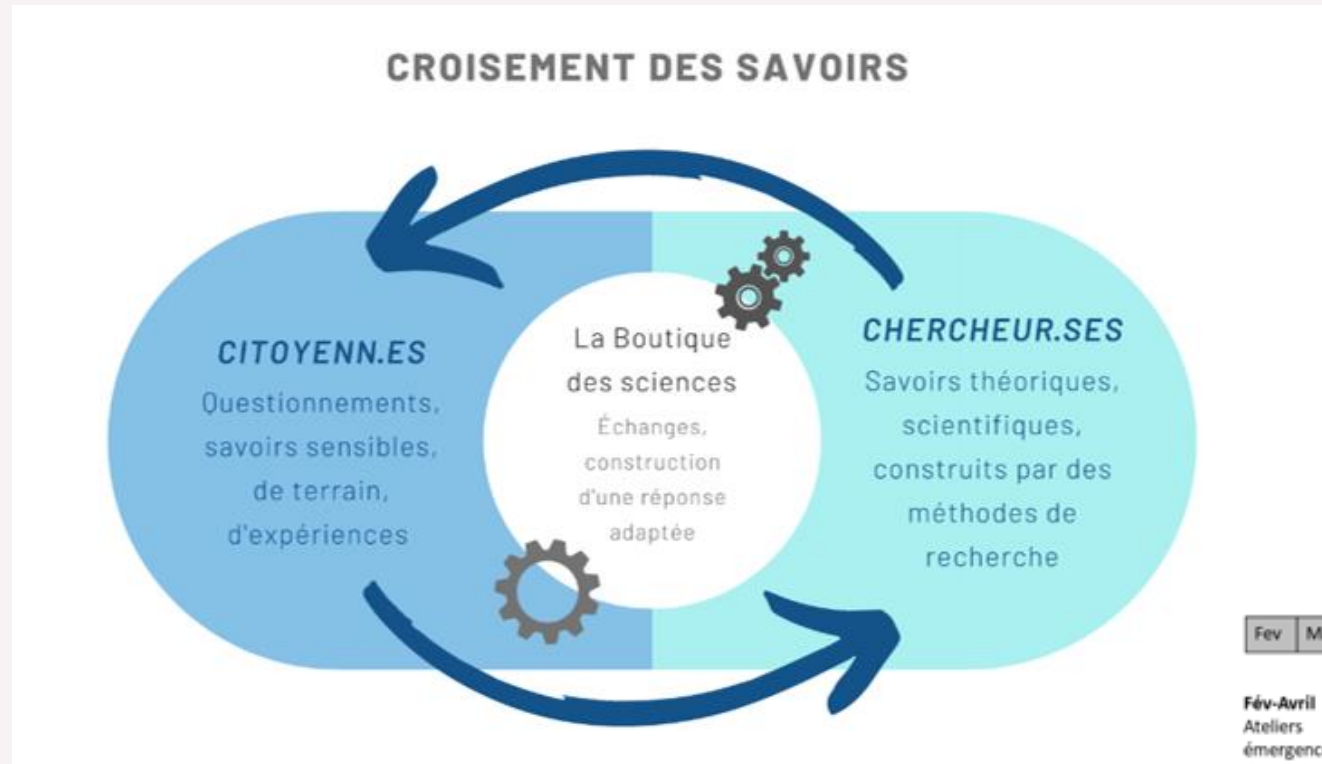 CROISEMENT DES SAVOIRS
CITOYENN.ES
Questionnements,
savoirs sensibles,
de terrain,
d'expériences
La Boutique
des sciences
Échanges,
construction
d'une réponse
adaptée
CHERCHEUR.SES
Savoirs théoriques,
scientifiques,
construits par des
méthodes de
recherche
Fev
Fév-Avril
Ateliers